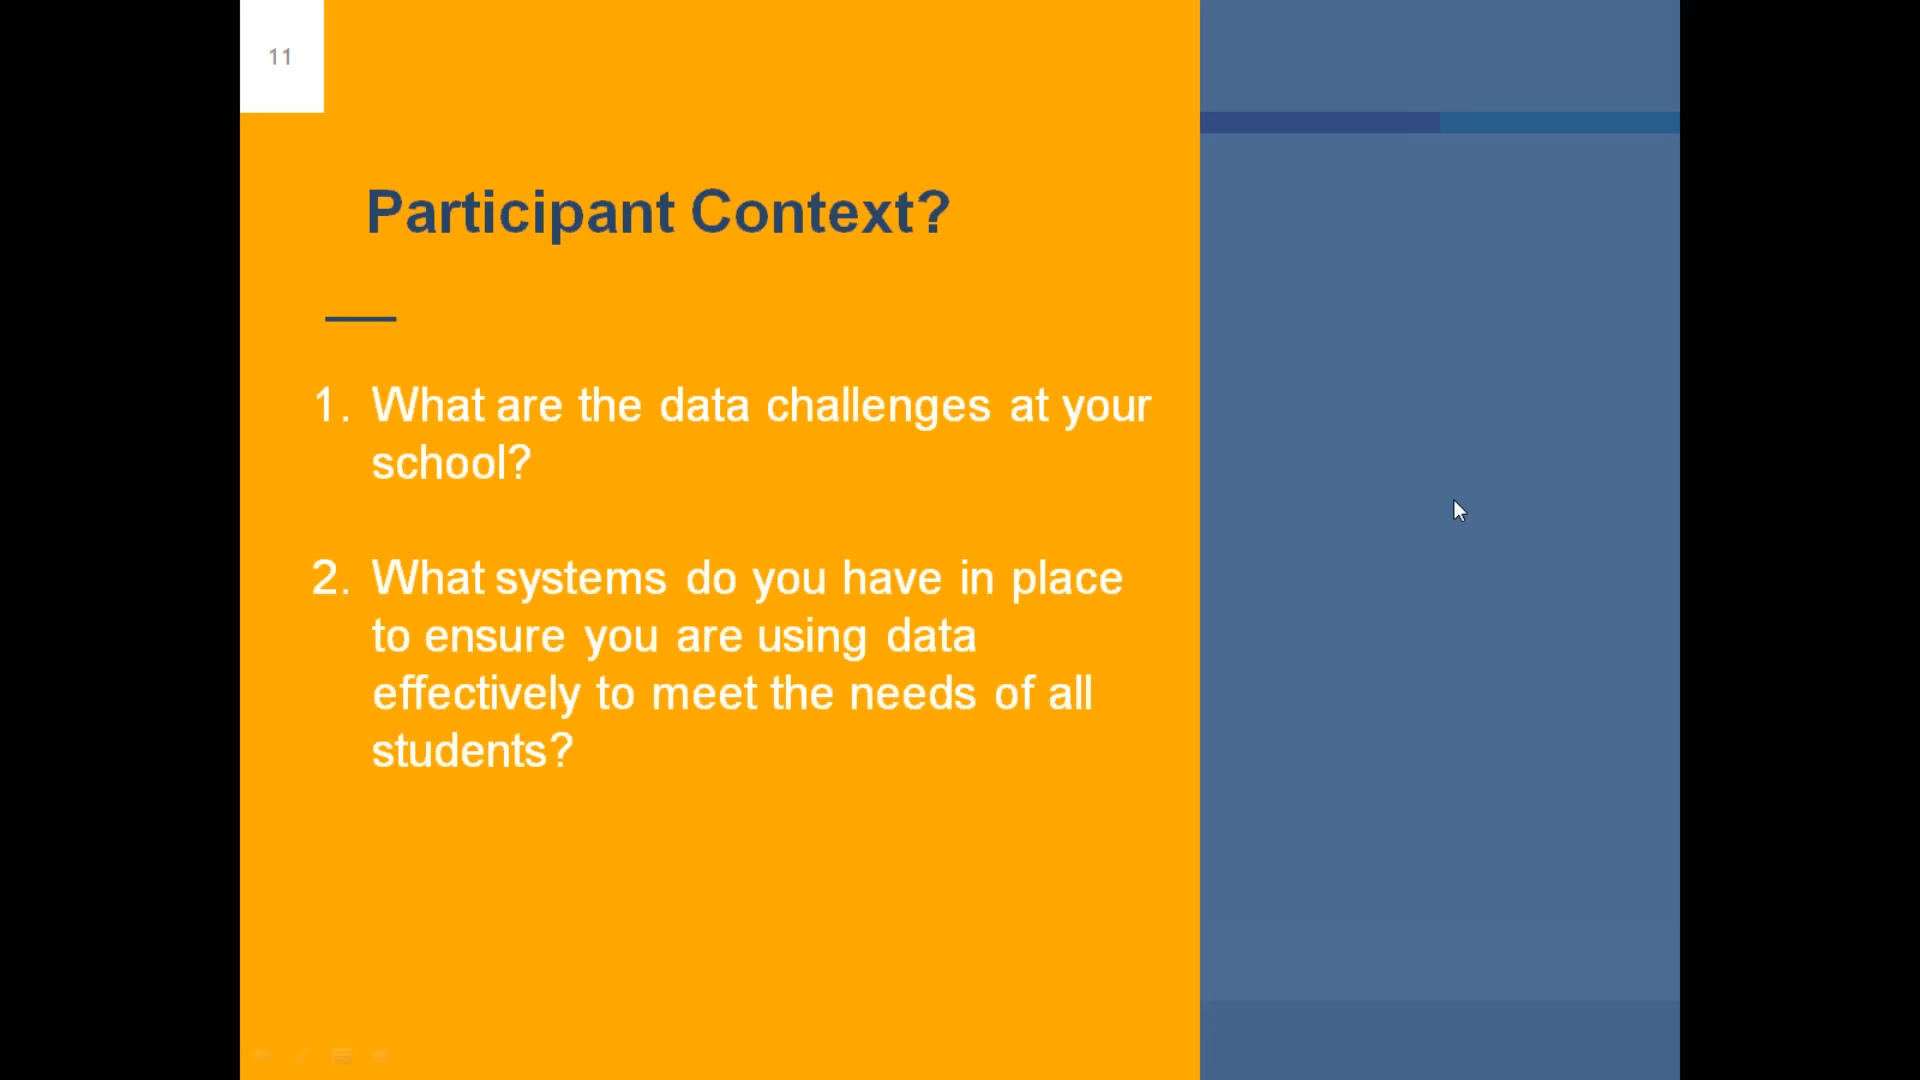 11
Participant Context?
1. What are the data challenges at your
school?
2. What systems do you have in place
to ensure you are using data
effectively to meet the needs of all
students?